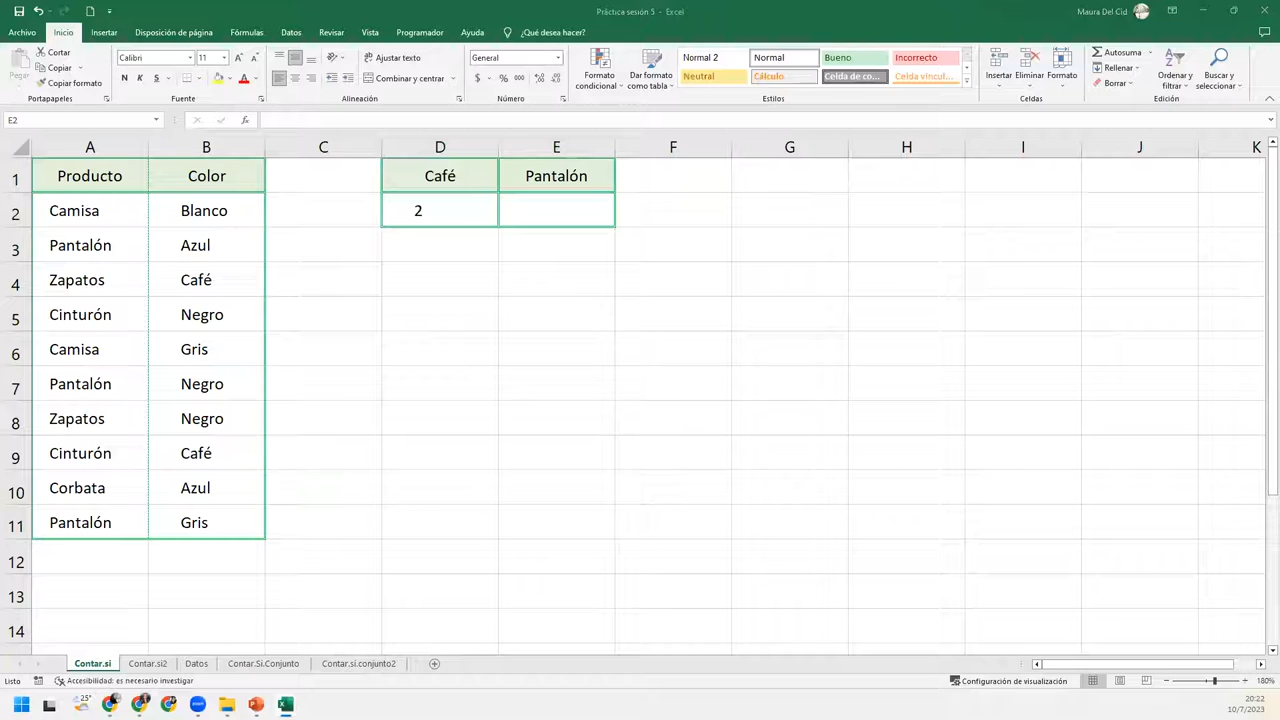 Práctica sesión 5 - Excel
Maura Del Cid
Archivo Inicio Insertar Disposición de página Fórmulas Datos Revisar Vista Programador Ayuda ¿Qué desea hacer?
Pegar Cortar Copiar Copiar formato
Portapapeles
Calibri 11
N K S
Fuente
Ajustar texto
Combinar y centrar
Alineación
General
$ % 000
Número
Formato condicional Dar formato como tabla
Normal 2 Normal Bueno Incorrecto
Neutral Cálculo Celda de co... Celda vincul...
Estilos
Insertar Eliminar Formato
Celdas
Autosuma
Rellenar
Borrar
Ordenar y filtrar Buscar y seleccionar
Edición
E2 fx
A B C D E F G H I J K
1 Producto Color Café Pantalón
2 Camisa Blanco 2
3 Pantalón Azul
4 Zapatos Café
5 Cinturón Negro
6 Camisa Gris
7 Pantalón Negro
8 Zapatos Negro
9 Cinturón Café
10 Corbata Azul
11 Pantalón Gris
12
13
14
Contar.si Contar.si2 Datos Contar.Si.Conjunto Contar.si.conjunto2
Listo Accesibilidad: es necesario investigar Configuración de visualización 180%
25°
zoom
20:22
10/7/2023